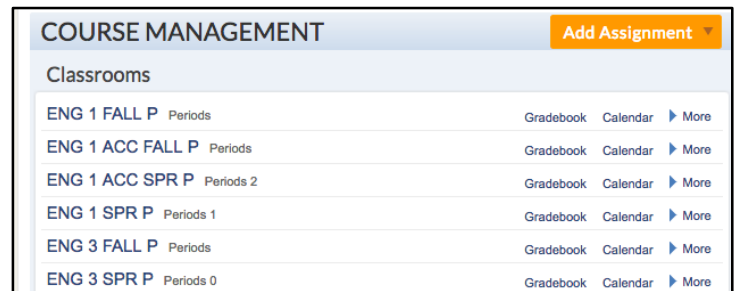 COURSE MANAGEMENT Add Assignment
Classrooms
ENG 1 FALL P Periods Gradebook Calendar More
ENG 1 ACC FALL P Periods Gradebook Calendar More
ENG 1 ACC SPR P Periods 2 Gradebook Calendar More
ENG 1 SPR P Periods 1 Gradebook Calendar More
ENG 3 FALL P Periods Gradebook Calendar More
ENG 3 SPR P Periods 0 Gradebook Calendar More